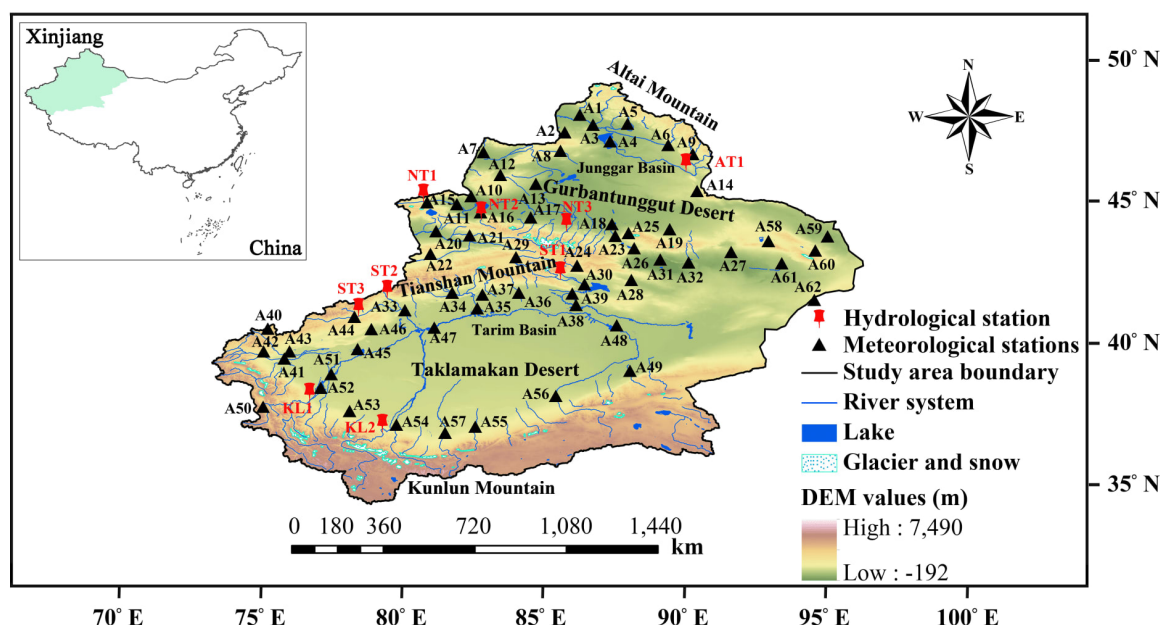 Xinjiang
China
Altai Mountain
N
W
E
S
50° N
45° N
40° N
35° N
A1
A5
A2
A3
A4
A6
A9
A7
A8
A12
Junggar Basin
AT1
NT1
A10
A14
A15
NT2
A13
Gurbantunggut Desert
A11
A16
A17
NT3
A18
A25
A19
A58
A59
A20
A21
A29
ST1
A24
A23
A26
A60
A22
A31
A32
A27
A61
ST2
Tianshan Mountain
A30
A28
A62
ST3
A33
A37
A34
A35
A36
A39
A38
A40
A44
A46
A47
Tarim Basin
A48
A42
A43
A45
A41
A51
Taklamakan Desert
A49
A52
A56
KL1
A50
A53
KL2
A54
A57
A55
Kunlun Mountain
Hydrological station
Meteorological stations
Study area boundary
River system
Lake
Glacier and snow
DEM values (m)
High : 7,490
Low : -192
0 180 360 720 1,080 1,440
km
70° E 75° E 80° E 85° E 90° E 95° E 100° E